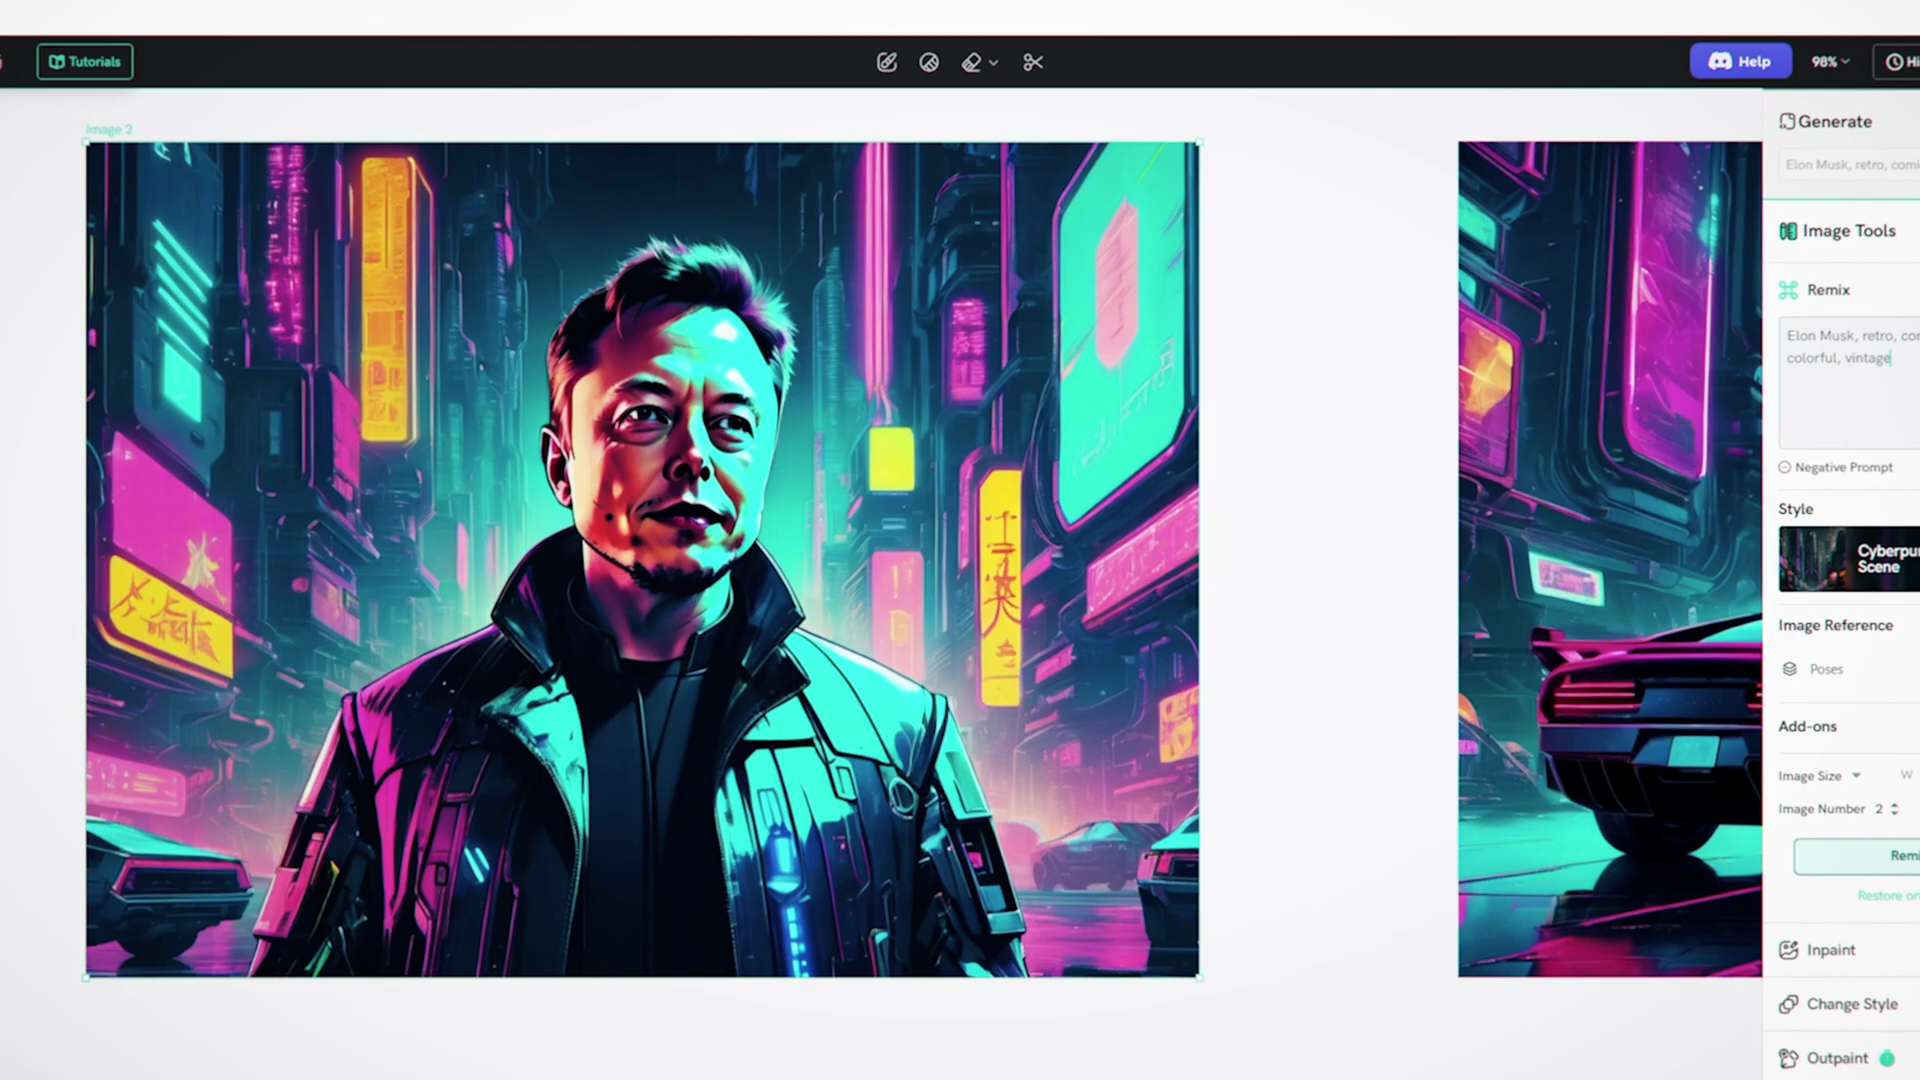 Tutorials
Help
98%
Hi
Image 2
Generate
Elon Musk, retro, comi
Image Tools
Remix
Elon Musk, retro, co
colorful, vintage
Negative Prompt
Style
Cyberpu
Scene
Image Reference
Poses
Add-ons
Image Size
W
Image Number 2
Remi
Restore ori
Inpaint
Change Style
Outpaint